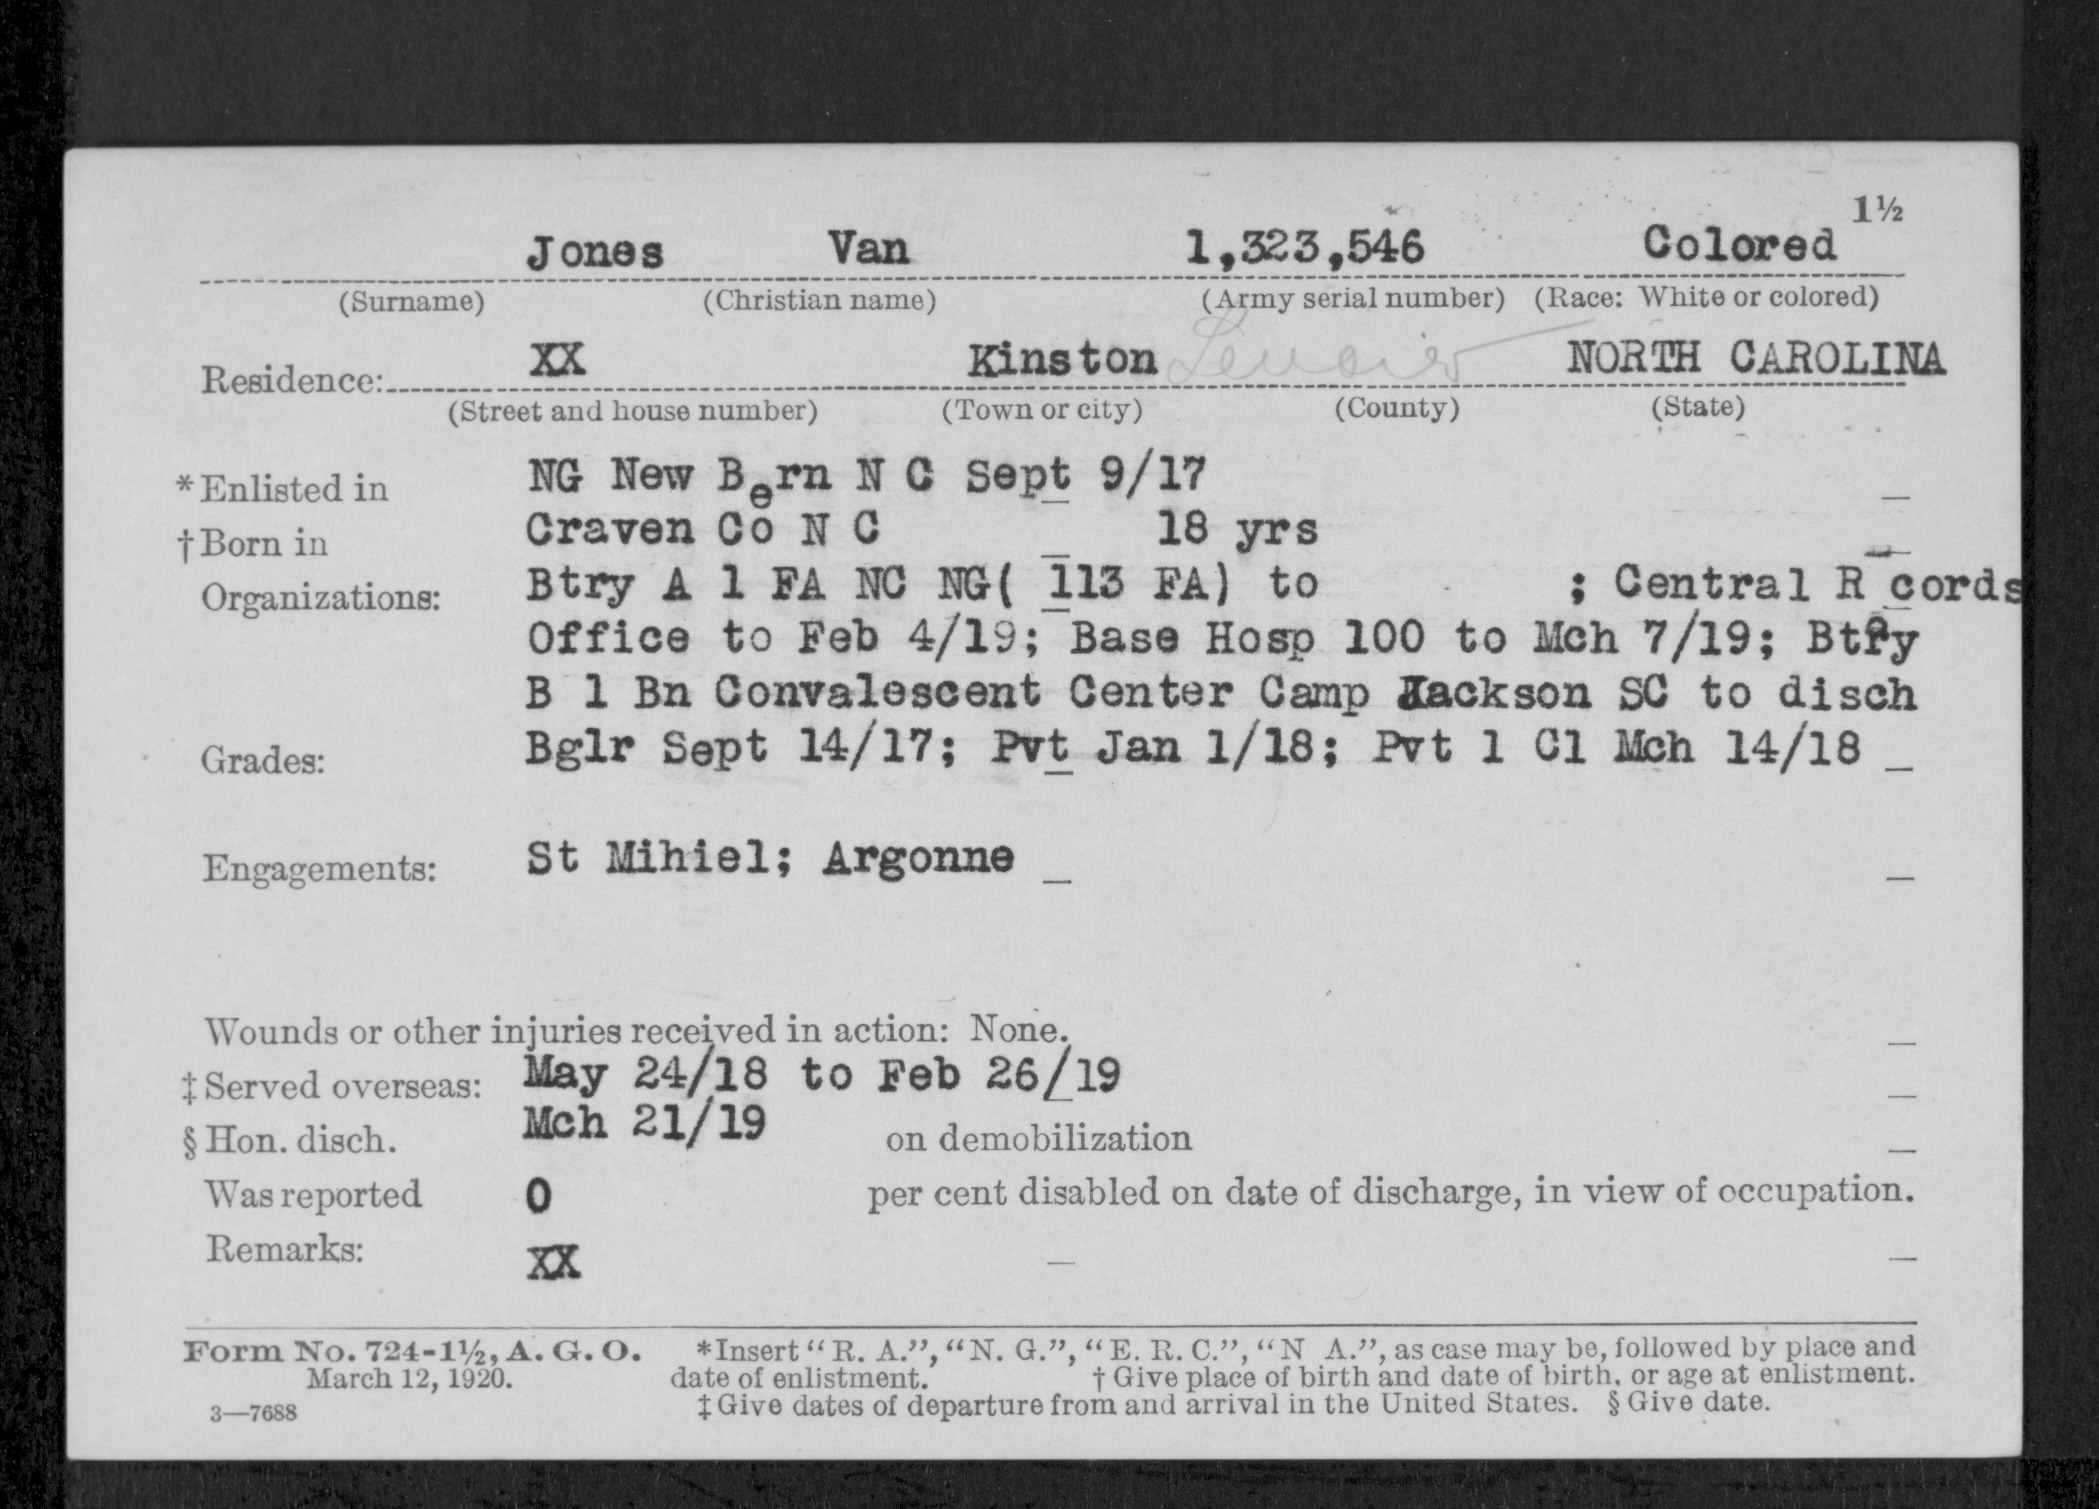 1½
Jones Van 1,323,546 Colored
(Surname) (Christian name) (Army serial number) (Race: White or colored)
Residence: XX Kinston Lenoir NORTH CAROLINA
(Street and house number) (Town or city) (County) (State)
*Enlisted in NG New Bern N C Sept 9/17
†Born in Craven Co N C 18 yrs
Organizations: Btry A 1 FA NC NG( 113 FA) to ; Central R cords
Office to Feb 4/19; Base Hosp 100 to Mch 7/19; Btry
B 1 Bn Convalescent Center Camp Jackson SC to disch
Grades: Bglr Sept 14/17; Pvt Jan 1/18; Pvt 1 Cl Mch 14/18
Engagements: St Mihiel; Argonne
Wounds or other injuries received in action: None.
‡Served overseas: May 24/18 to Feb 26/19
§Hon. disch. Mch 21/19 on demobilization
Was reported 0 per cent disabled on date of discharge, in view of occupation.
Remarks: XX
Form No. 724-1½, A. G. O. *Insert "R. A.", "N. G.", "E. R. C.", "N A.", as case may be, followed by place and
March 12, 1920. date of enlistment. †Give place of birth and date of birth, or age at enlistment.
3—7688 ‡Give dates of departure from and arrival in the United States. §Give date.